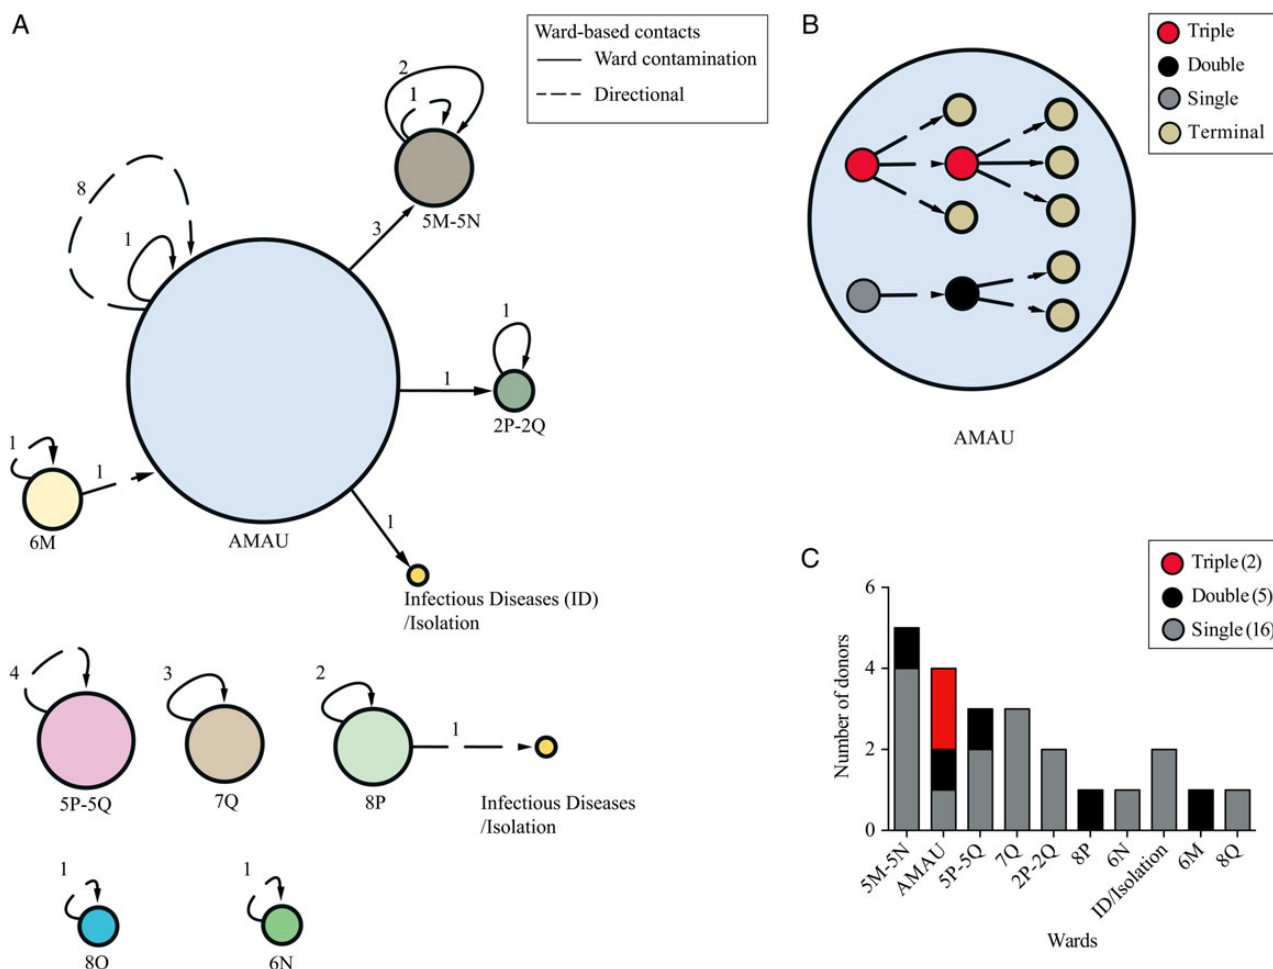 A
Ward-based contacts
Ward contamination
Directional
2
1
5M-5N
8
1
3
1
2P-2Q
1
1
1
6M
AMAU
1
Infectious Diseases (ID)
/Isolation
4
5P-5Q
3
7Q
2
8P
1
Infectious Diseases
/Isolation
1
8Q
1
6N
B
Triple
Double
Single
Terminal
AMAU
C
Triple (2)
Double (5)
Single (16)
Number of donors
6
4
2
0
5M-5N
AMAU
5P-5Q
7Q
2P-2Q
8P
6N
ID/Isolation
6M
8Q
Wards